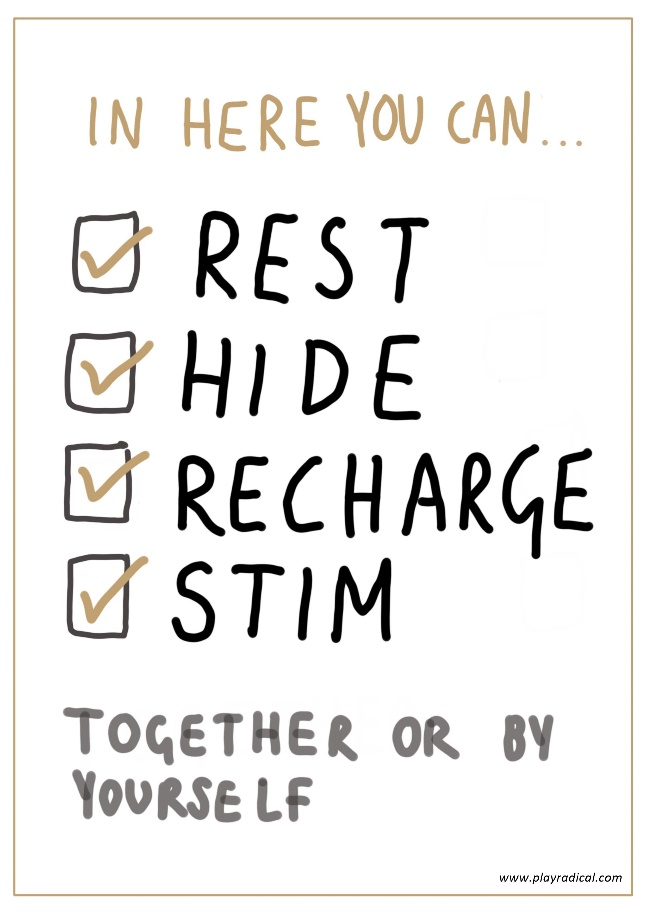 IN HERE YOU CAN...
REST
HIDE
RECHARGE
STIM
TOGETHER OR BY
YOURSELF
www.playradical.com